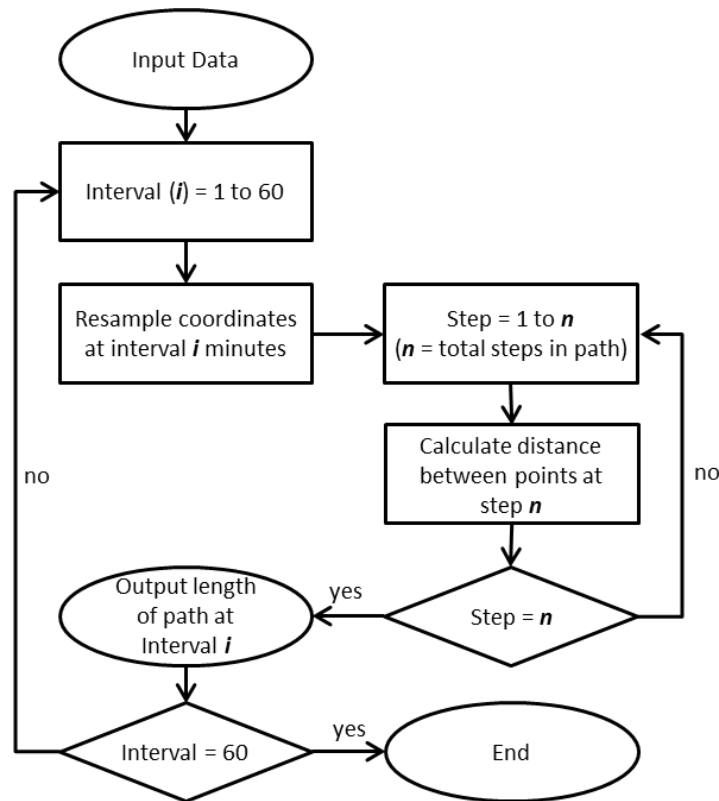 Input Data
Interval (i) = 1 to 60
Resample coordinates
at interval i minutes
Step = 1 to n
(n = total steps in path)
Calculate distance
between points at
step n
no
no
Step = n
yes
Output length
of path at
Interval i
Interval = 60
yes
End